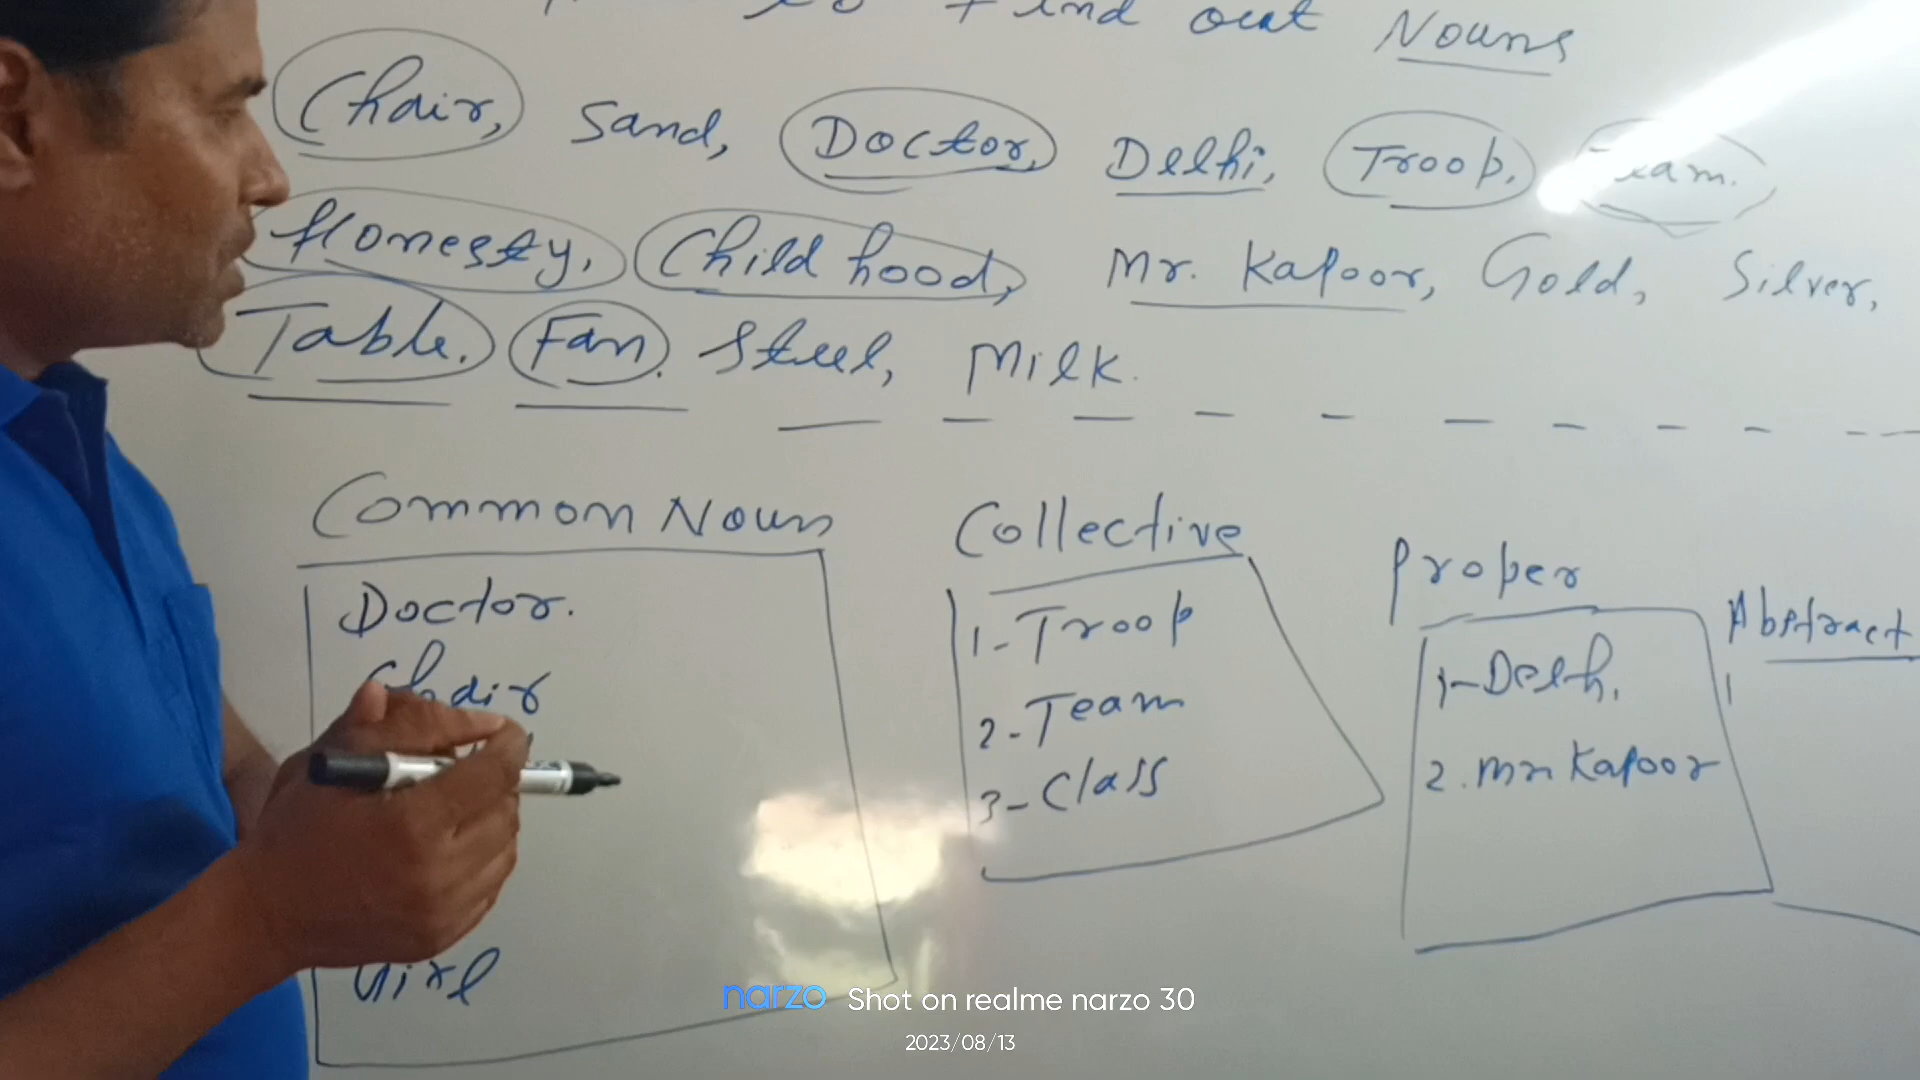 to Find out Nouns
Chair, Sand, Doctor, Delhi, Troop, Team.
Honesty, Child hood, Mr. Kapoor, Gold, Silver,
Table. Fan. Steel, Milk.
Common Noun
Doctor.
Chair
Girl
Collective
1-Troop
2-Team
3-Class
Proper
1-Delhi
2. Mr. Kapoor
Abstract
1
narzo Shot on realme narzo 30
2023/08/13